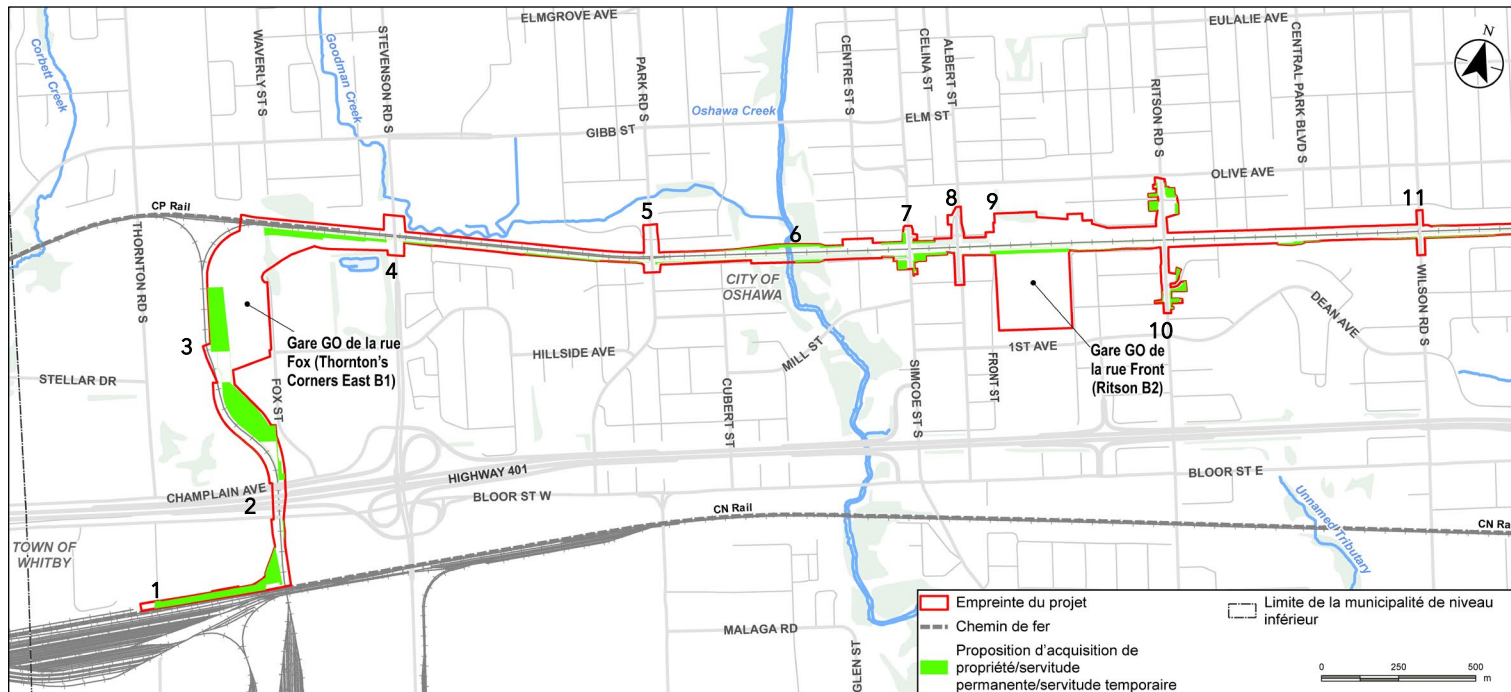 ELMGROVE AVE
EULALIE AVE
N
Corbett Creek
WAVERLY ST S
Goodman Creek
STEVENSON RD S
PARK RD S
CENTRE ST S
CELINA ST
ALBERT ST
RITSON RD S
CENTRAL PARK BLVD S
Oshawa Creek
GIBB ST
ELM ST
OLIVE AVE
CP Rail
THORNTON RD S
4
5
6
7
8
9
11
CITY OF
OSHAWA
WILSON RD S
DEAN AVE
10
3
Gare GO de la rue
Fox (Thornton's
Corners East B1)
HILLSIDE AVE
MILL ST
1ST AVE
Gare GO de
la rue Front
(Ritson B2)
STELLAR DR
FOX ST
CUBERT ST
SIMCOE ST S
FRONT ST
CHAMPLAIN AVE
HIGHWAY 401
BLOOR ST W
BLOOR ST E
2
CN Rail
CN Ra
Unnamed Tributary
TOWN OF
WHITBY
1
MALAGA RD
GLEN ST
Empreinte du projet
Chemin de fer
Proposition d'acquisition de
propriété/servitude
permanente/servitude temporaire
Limite de la municipalité de niveau
inférieur
0 250 500
m